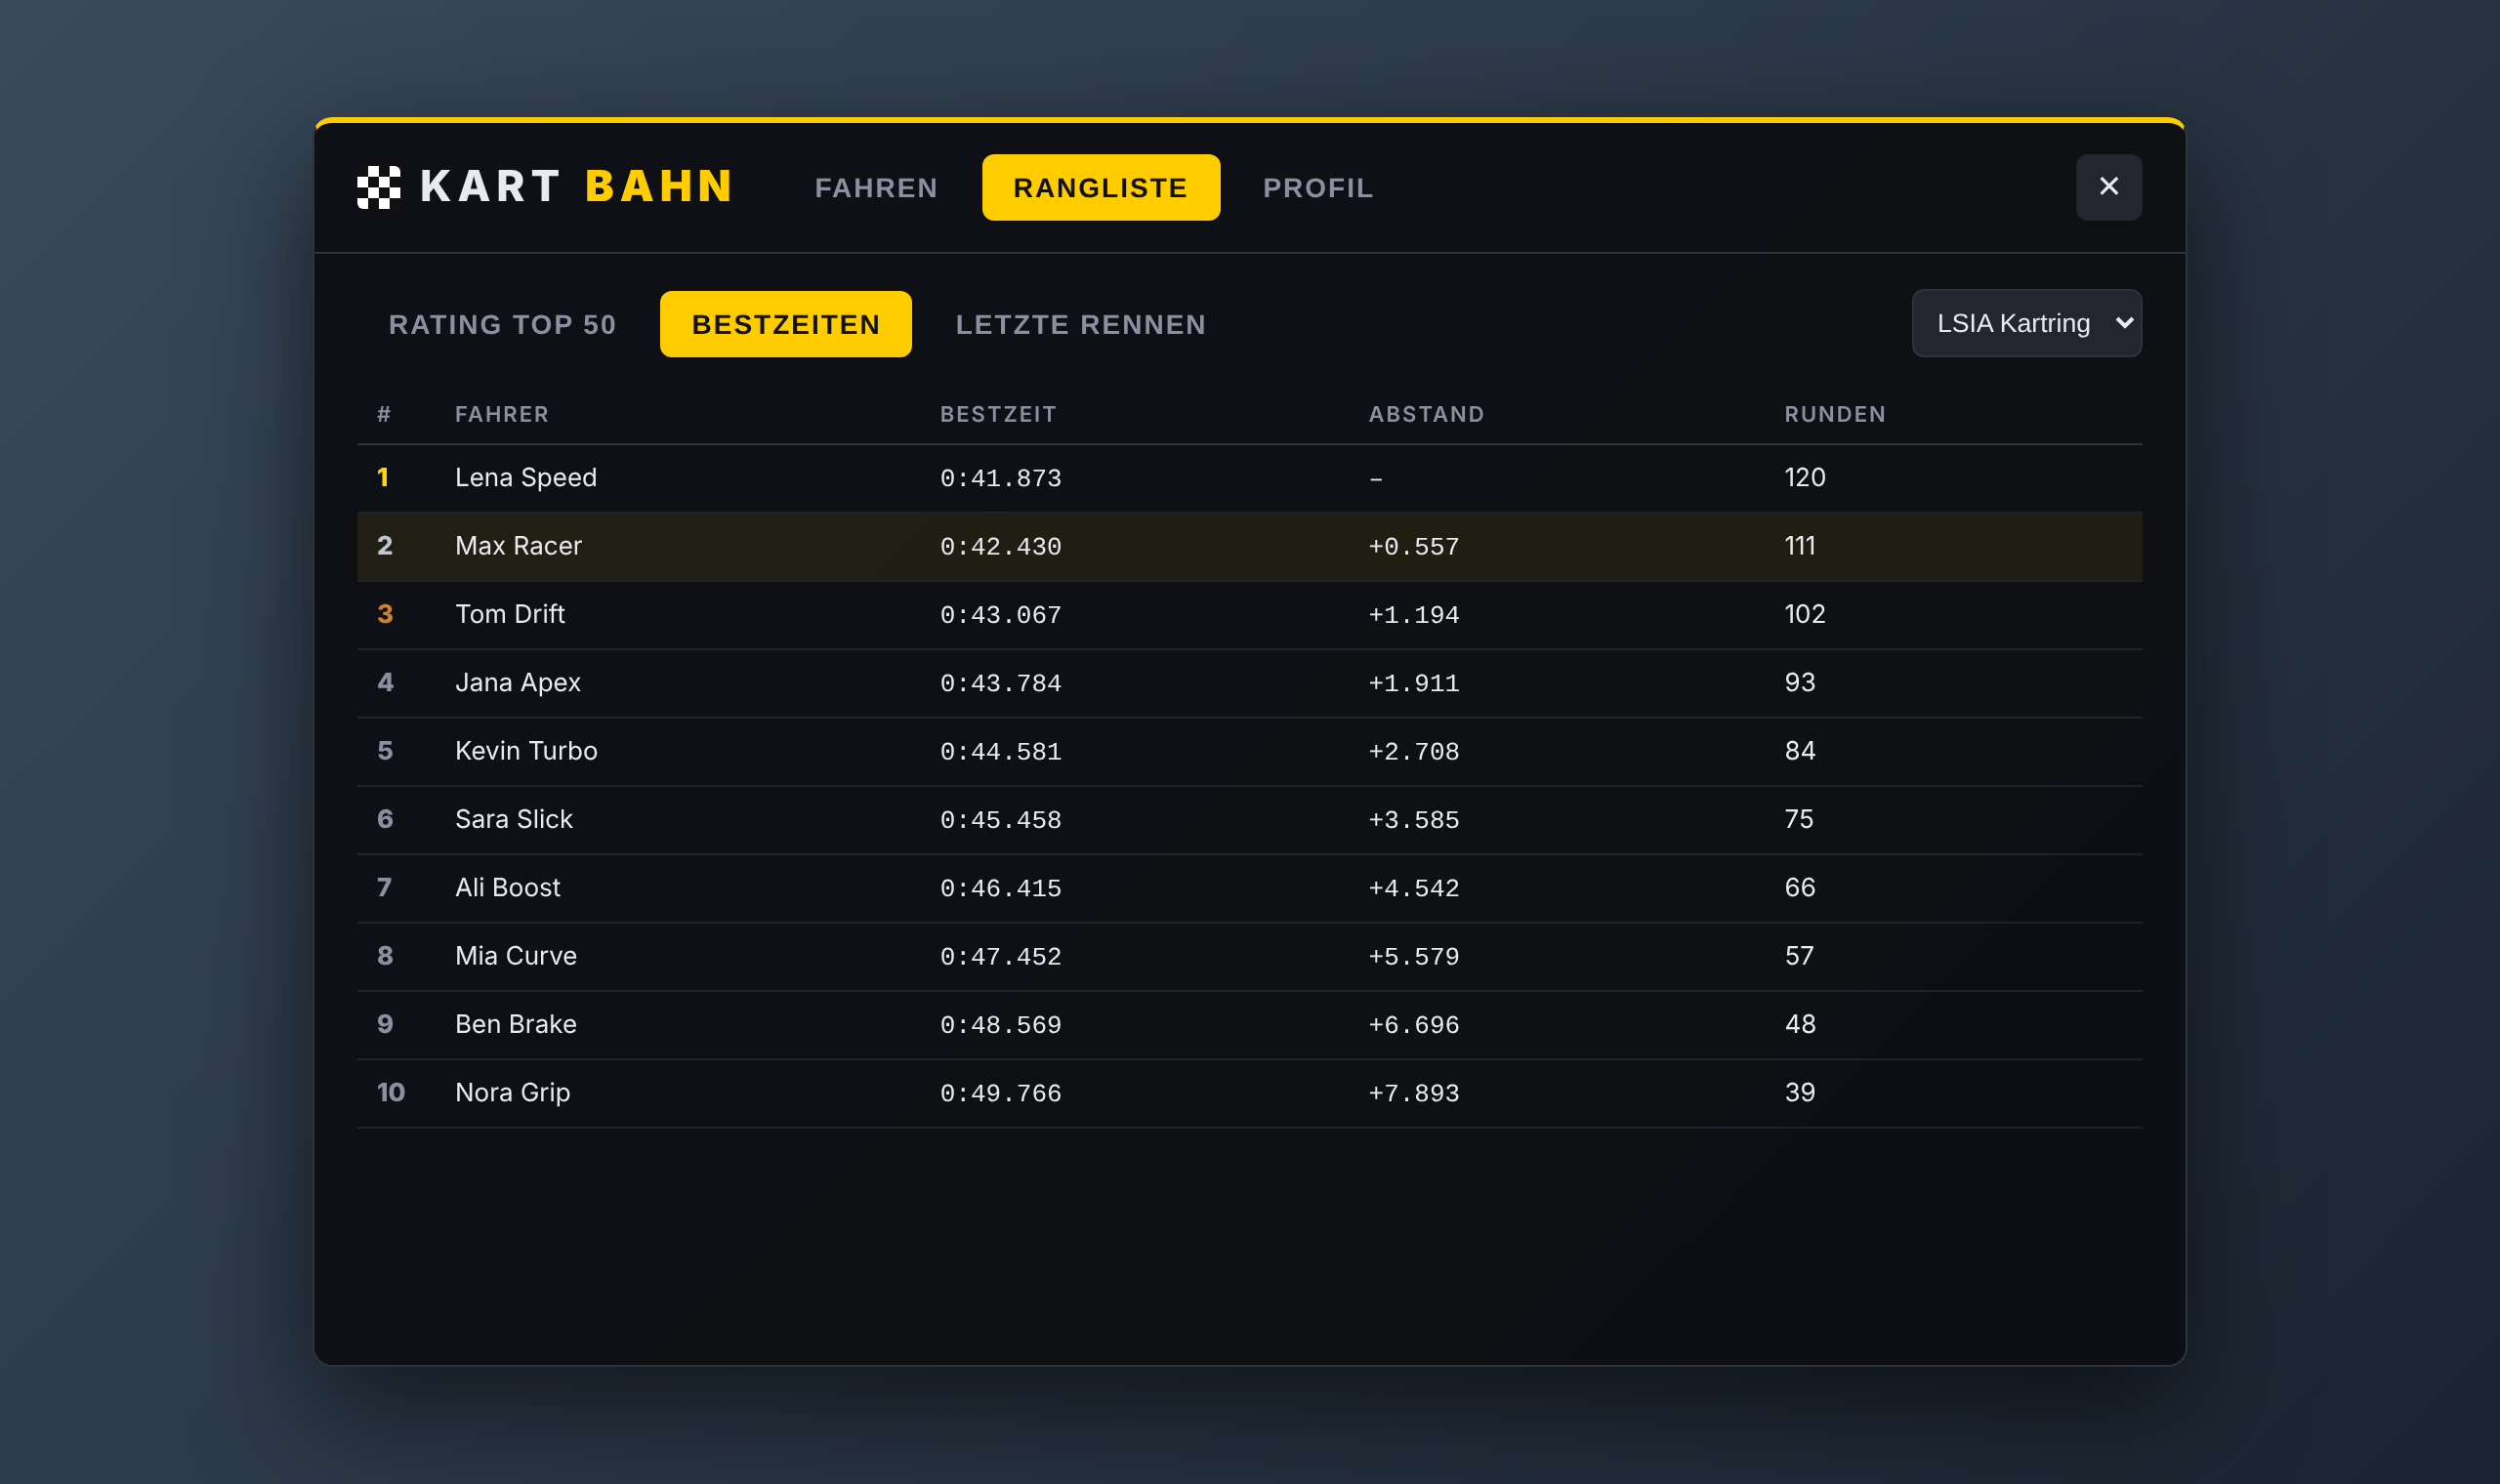 KART BAHN FAHREN RANGLISTE PROFIL ✕
RATING TOP 50 BESTZEITEN LETZTE RENNEN LSIA Kartring
# FAHRER BESTZEIT ABSTAND RUNDEN
1 Lena Speed 0:41.873 – 120
2 Max Racer 0:42.430 +0.557 111
3 Tom Drift 0:43.067 +1.194 102
4 Jana Apex 0:43.784 +1.911 93
5 Kevin Turbo 0:44.581 +2.708 84
6 Sara Slick 0:45.458 +3.585 75
7 Ali Boost 0:46.415 +4.542 66
8 Mia Curve 0:47.452 +5.579 57
9 Ben Brake 0:48.569 +6.696 48
10 Nora Grip 0:49.766 +7.893 39